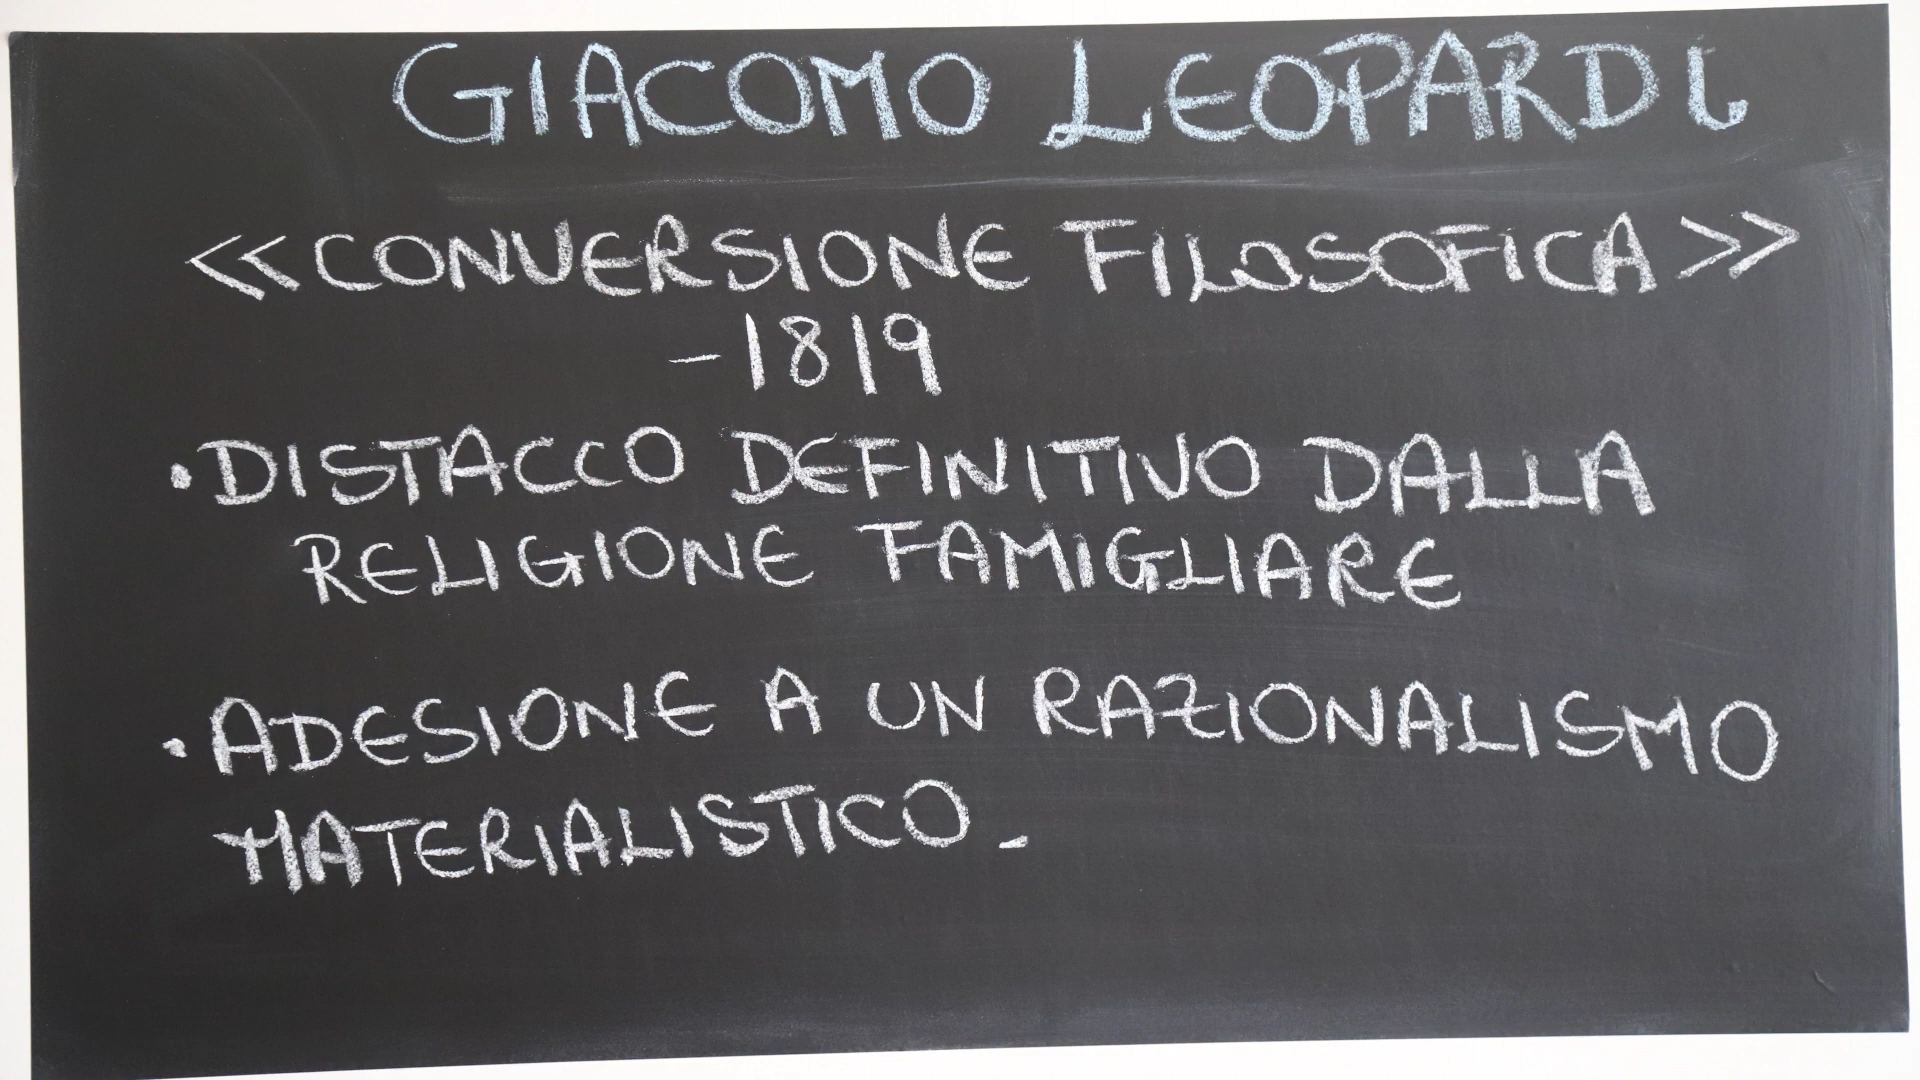 GIACOMO LEOPARDI
<<CONVERSIONE FILOSOFICA>>
-1819
•DISTACCO DEFINITIVO DALLA
RELIGIONE FAMIGLIARE
•ADESIONE A UN RAZIONALISMO
MATERIALISTICO.